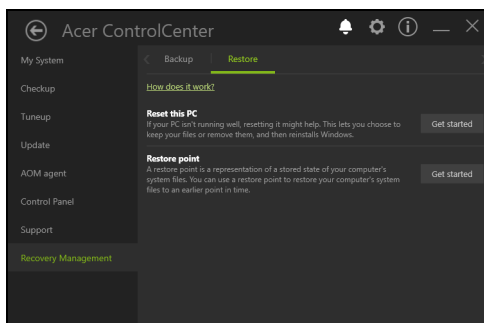 Acer ControlCenter
My System
Checkup
Tuneup
Update
AOM agent
Control Panel
Support
Recovery Management
Backup
Restore
How does it work?
Reset this PC
If your PC isn't running well, resetting it might help. This lets you choose to
keep your files or remove them, and then reinstalls Windows.
Get started
Restore point
A restore point is a representation of a stored state of your computer's
system files. You can use a restore point to restore your computer's system
files to an earlier point in time.
Get started